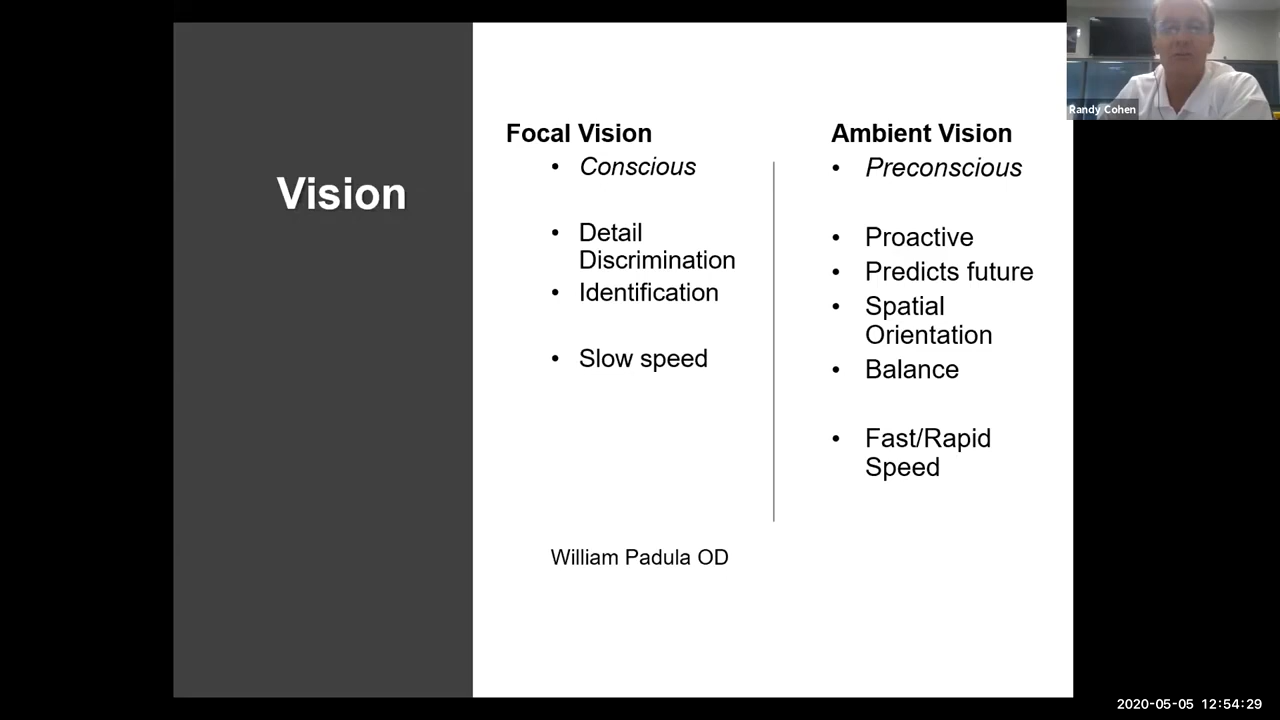 Vision
Focal Vision
• Conscious
• Detail
Discrimination
• Identification
• Slow speed
William Padula OD
Ambient Vision
• Preconscious
• Proactive
• Predicts future
• Spatial
Orientation
• Balance
• Fast/Rapid
Speed
Randy Cohen
2020-05-05 12:54:29